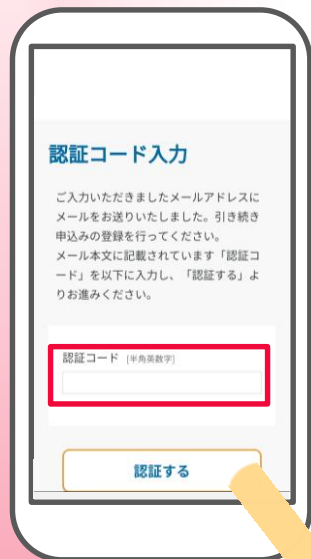 認証コード入力
ご入力いただきましたメールアドレスに
メールをお送りいたしました。引き続き
申込みの登録を行ってください。
メール本文に記載されています「認証コ
ード」を以下に入力し、「認証する」よ
りお進みください。
認証コード [半角英数字]
認証する